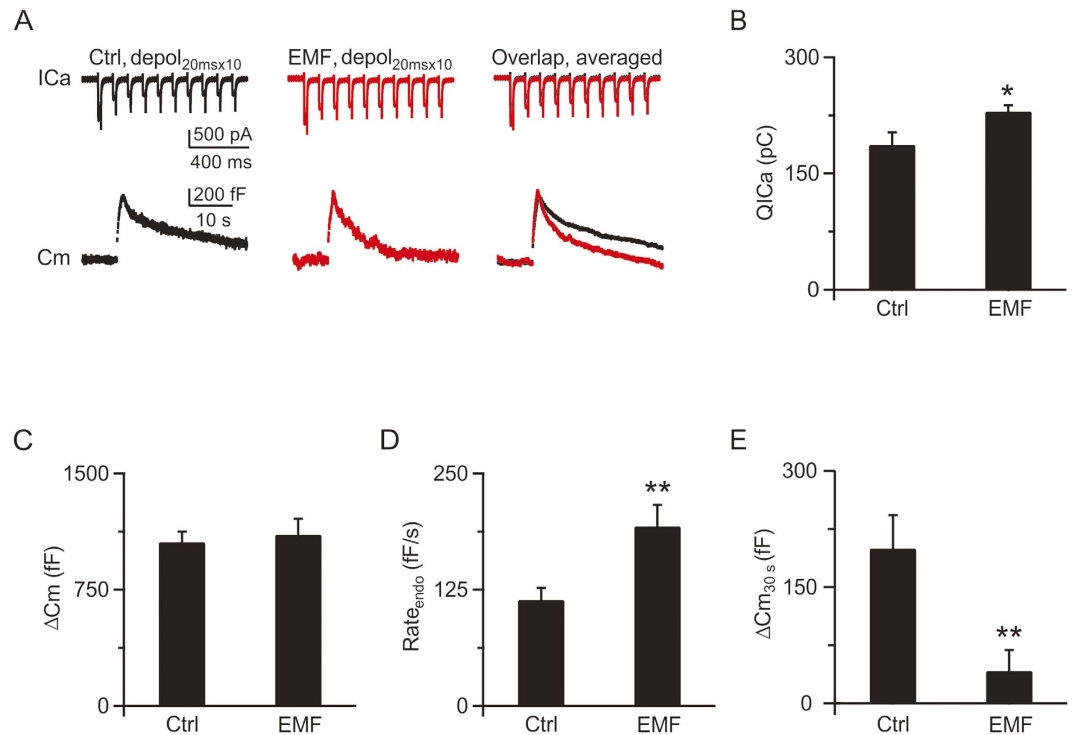 A
Ctrl, depol20msx10 EMF, depol20msx10 Overlap, averaged
ICa
500 pA
400 ms
200 fF
10 s
Cm
B
300
150
0
QICa (pC)
*
Ctrl EMF
C
1500
750
0
ΔCm (fF)
Ctrl EMF
D
250
125
0
Rateendo (fF/s)
**
Ctrl EMF
E
300
150
0
ΔCm30 s (fF)
**
Ctrl EMF